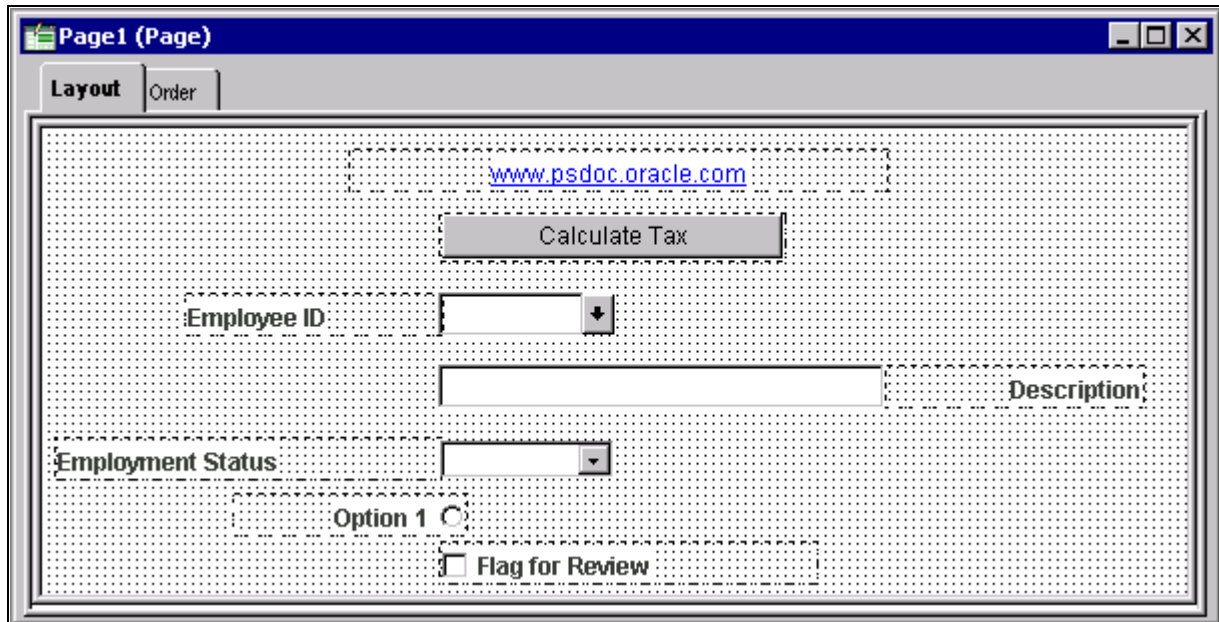 Page1 (Page)
Layout Order
www.psdoc.oracle.com
Calculate Tax
Employee ID
Description
Employment Status
Option 1
Flag for Review